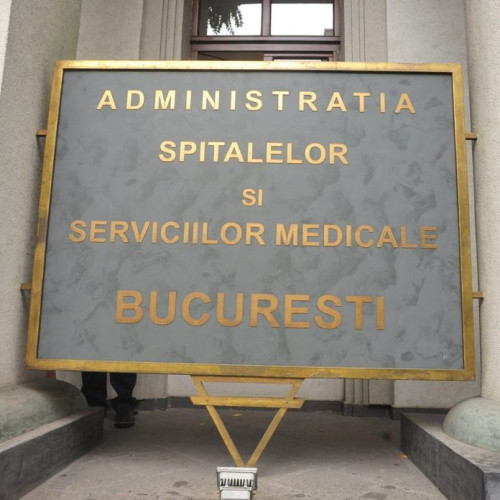 ADMINISTRATIA
SPITALELOR
SI
SERVICIILOR MEDICALE
BUCURESTI